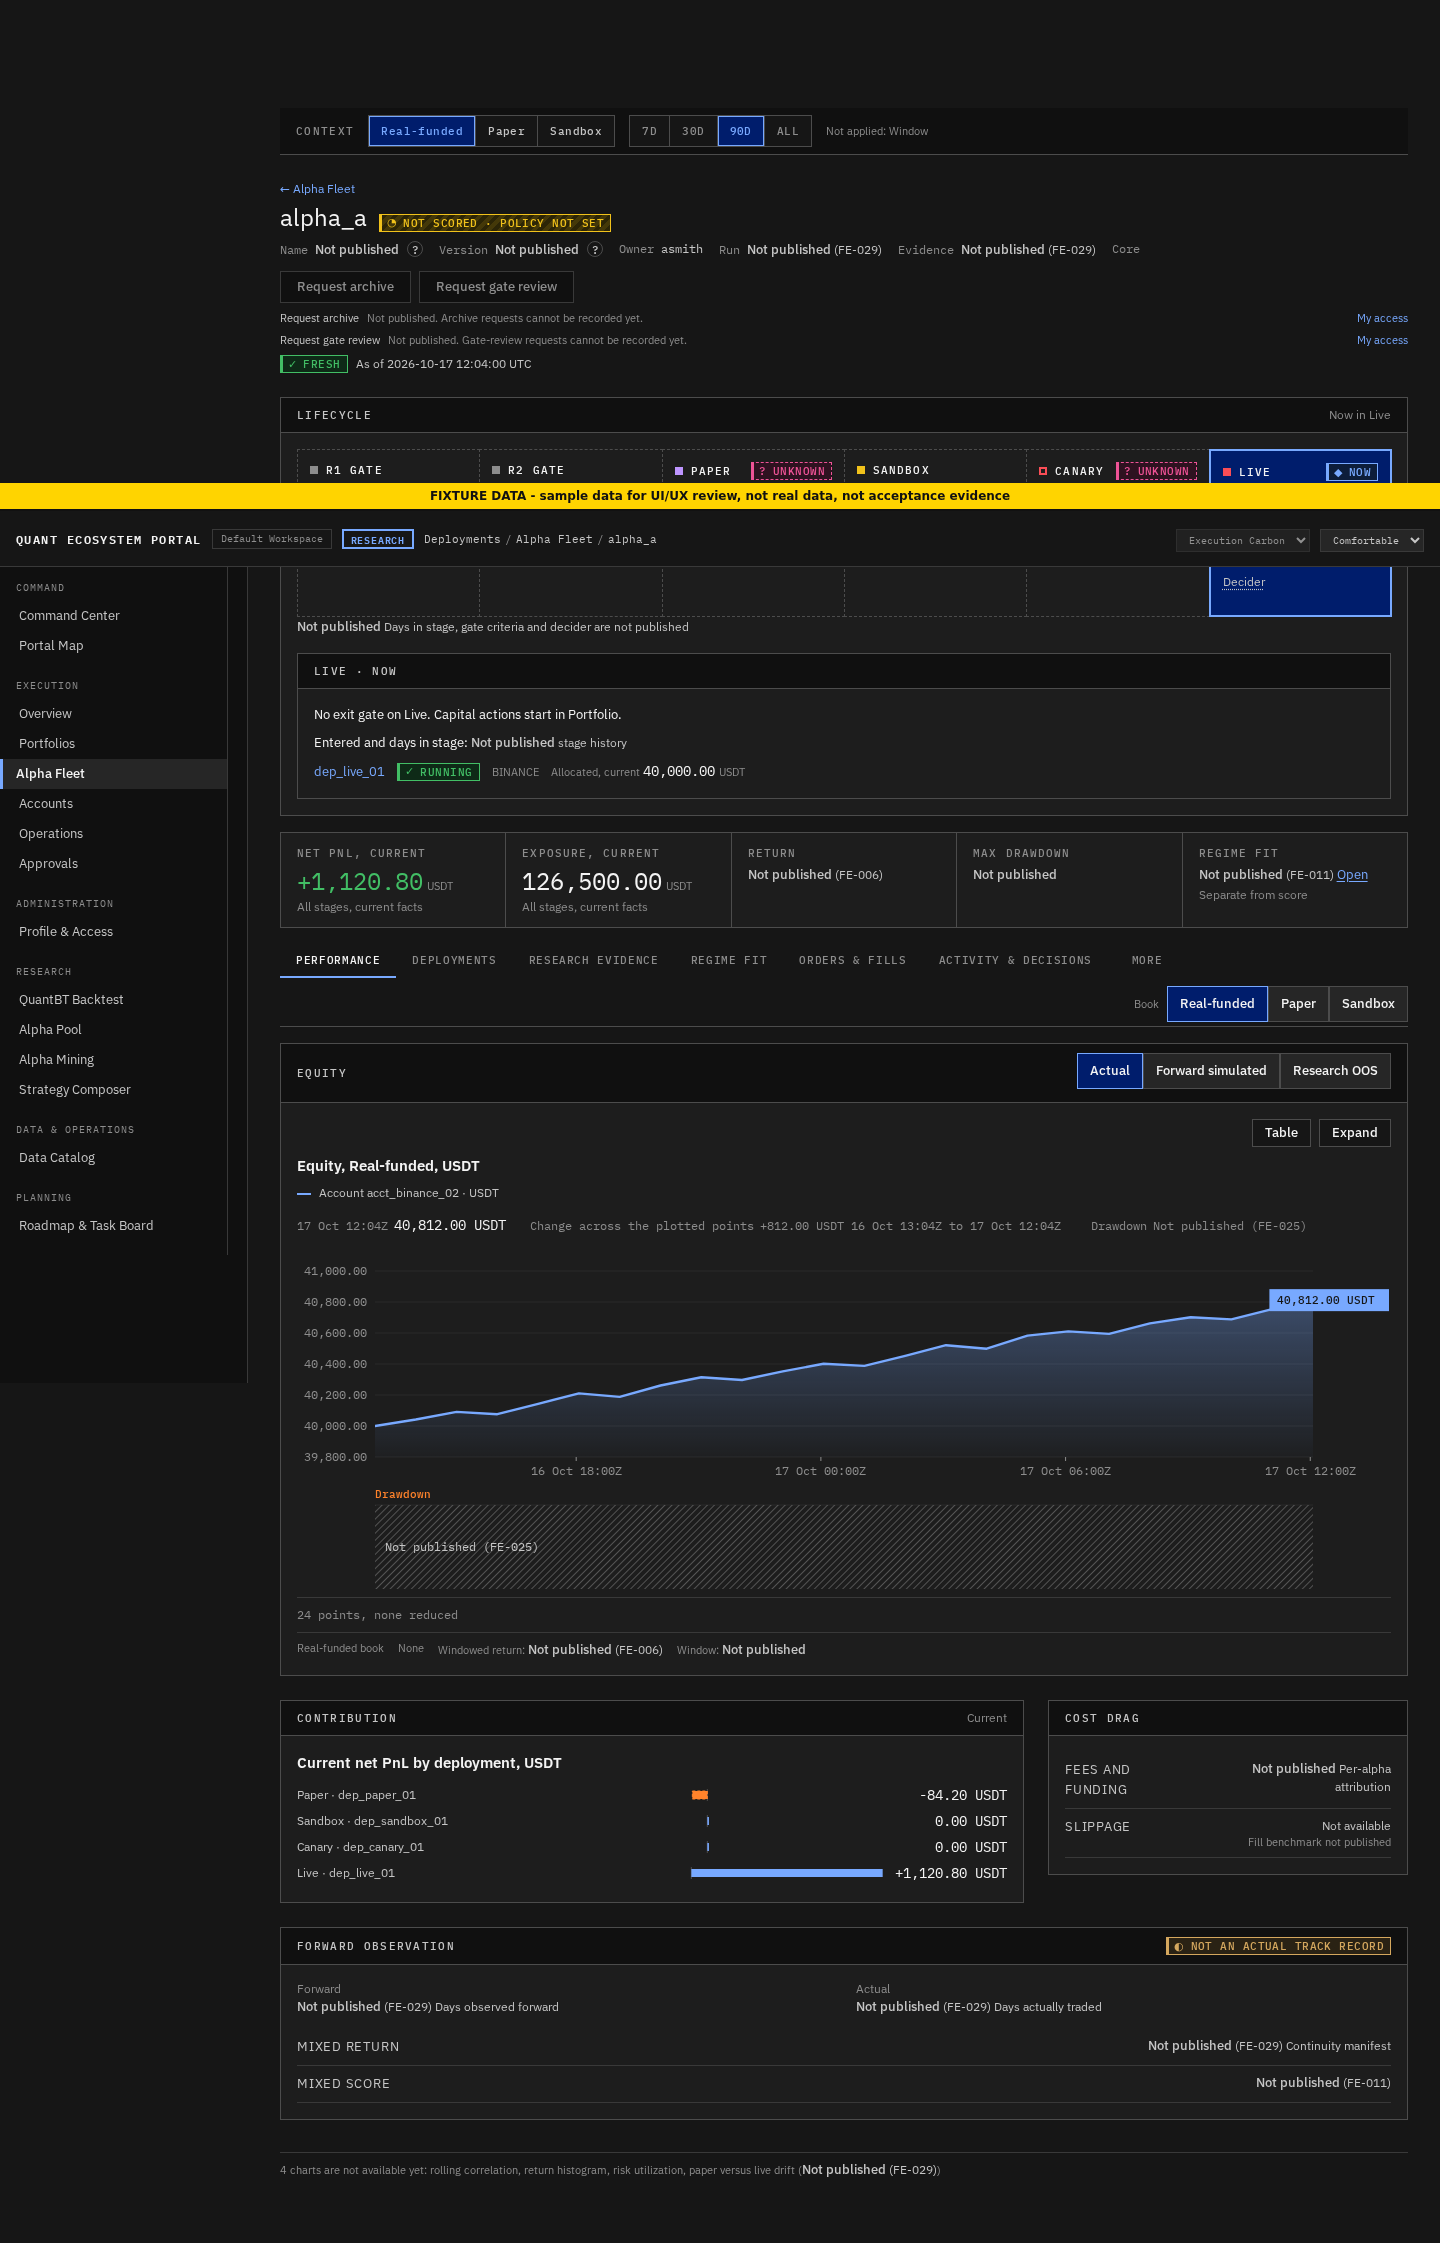 CONTEXT Real-funded Paper Sandbox 7D 30D 90D ALL Not applied: Window
← Alpha Fleet
alpha_a ◔ NOT SCORED · POLICY NOT SET
Name Not published ? Version Not published ? Owner asmith Run Not published (FE-029) Evidence Not published (FE-029) Core
Request archive Request gate review
Request archive Not published. Archive requests cannot be recorded yet. My access
Request gate review Not published. Gate-review requests cannot be recorded yet. My access
✓ FRESH As of 2026-10-17 12:04:00 UTC
LIFECYCLE Now in Live
R1 GATE R2 GATE PAPER ? UNKNOWN SANDBOX CANARY ? UNKNOWN LIVE ◆ NOW
FIXTURE DATA - sample data for UI/UX review, not real data, not acceptance evidence
QUANT ECOSYSTEM PORTAL Default Workspace RESEARCH Deployments / Alpha Fleet / alpha_a Execution Carbon Comfortable
COMMAND
Command Center
Portal Map
EXECUTION
Overview
Portfolios
Alpha Fleet
Accounts
Operations
Approvals
ADMINISTRATION
Profile & Access
RESEARCH
QuantBT Backtest
Alpha Pool
Alpha Mining
Strategy Composer
DATA & OPERATIONS
Data Catalog
PLANNING
Roadmap & Task Board
Decider
Not published Days in stage, gate criteria and decider are not published
LIVE · NOW
No exit gate on Live. Capital actions start in Portfolio.
Entered and days in stage: Not published stage history
dep_live_01 ✓ RUNNING BINANCE Allocated, current 40,000.00 USDT
NET PNL, CURRENT
+1,120.80 USDT
All stages, current facts
EXPOSURE, CURRENT
126,500.00 USDT
All stages, current facts
RETURN
Not published (FE-006)
MAX DRAWDOWN
Not published
REGIME FIT
Not published (FE-011) Open
Separate from score
PERFORMANCE DEPLOYMENTS RESEARCH EVIDENCE REGIME FIT ORDERS & FILLS ACTIVITY & DECISIONS MORE
Book Real-funded Paper Sandbox
EQUITY Actual Forward simulated Research OOS
Table Expand
Equity, Real-funded, USDT
Account acct_binance_02 · USDT
17 Oct 12:04Z 40,812.00 USDT Change across the plotted points +812.00 USDT 16 Oct 13:04Z to 17 Oct 12:04Z Drawdown Not published (FE-025)
41,000.00
40,800.00
40,812.00 USDT
40,600.00
40,400.00
40,200.00
40,000.00
39,800.00
16 Oct 18:00Z 17 Oct 00:00Z 17 Oct 06:00Z 17 Oct 12:00Z
Drawdown
Not published (FE-025)
24 points, none reduced
Real-funded book None Windowed return: Not published (FE-006) Window: Not published
CONTRIBUTION Current
Current net PnL by deployment, USDT
Paper · dep_paper_01 -84.20 USDT
Sandbox · dep_sandbox_01 0.00 USDT
Canary · dep_canary_01 0.00 USDT
Live · dep_live_01 +1,120.80 USDT
COST DRAG
FEES AND FUNDING Not published Per-alpha attribution
SLIPPAGE Not available
Fill benchmark not published
FORWARD OBSERVATION ◐ NOT AN ACTUAL TRACK RECORD
Forward
Not published (FE-029) Days observed forward
Actual
Not published (FE-029) Days actually traded
MIXED RETURN Not published (FE-029) Continuity manifest
MIXED SCORE Not published (FE-011)
4 charts are not available yet: rolling correlation, return histogram, risk utilization, paper versus live drift (Not published (FE-029))